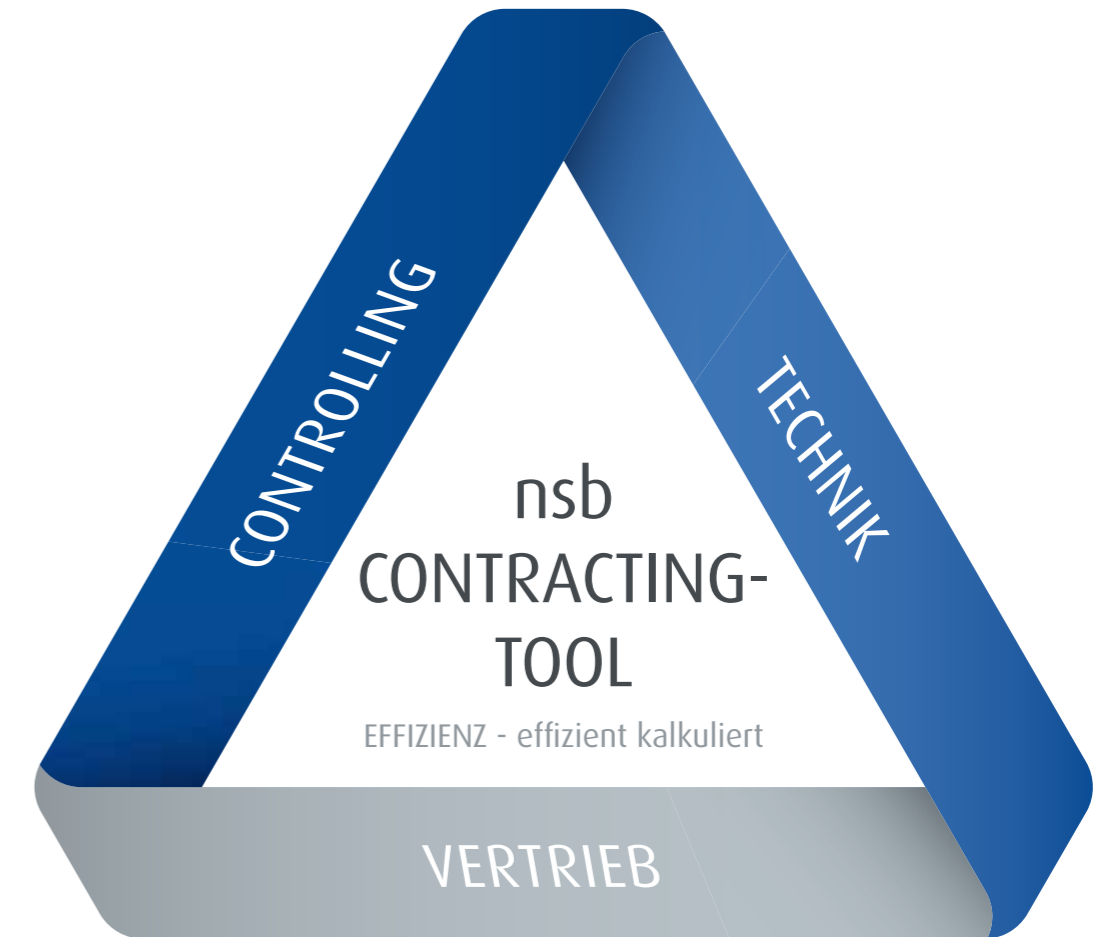 CONTROLLING
TECHNIK
nsb
CONTRACTING-
TOOL
EFFIZIENZ - effizient kalkuliert
VERTRIEB